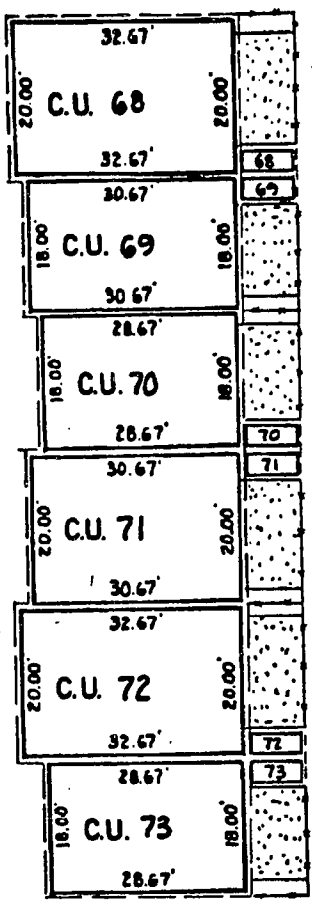 32.67'
20.00' C.U. 68 20.00'
32.67' 68
30.67' 69
18.00' C.U. 69 18.00'
30.67'
28.67'
18.00' C.U. 70 18.00'
28.67' 70
30.67' 71
20.00' C.U. 71 20.00'
30.67'
32.67'
20.00' C.U. 72 20.00'
32.67' 72
28.67' 73
18.00' C.U. 73 18.00'
28.67'